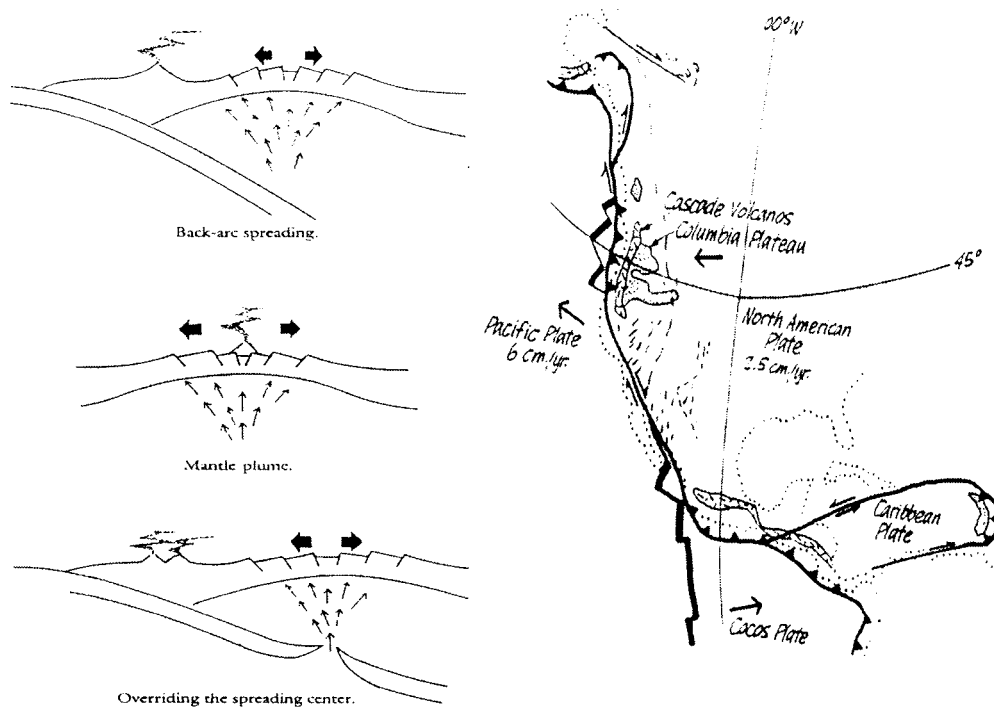 Back-arc spreading.
Mantle plume.
Overriding the spreading center.
Cascade Volcanos
Columbia Plateau
45°
Pacific Plate
6 cm/yr.
North American
Plate
2.5 cm/yr.
Caribbean
Plate
Cocos Plate